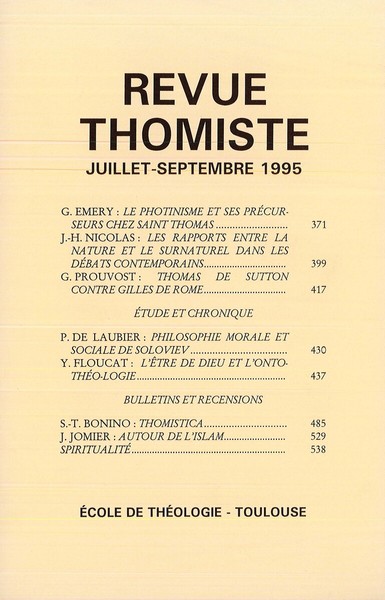 REVUE
THOMISTE
JUILLET-SEPTEMBRE 1995
G. EMERY : LE PHOTINISME ET SES PRÉCUR-
SEURS CHEZ SAINT THOMAS .......................... 371
J.-H. NICOLAS : LES RAPPORTS ENTRE LA
NATURE ET LE SURNATUREL DANS LES
DÉBATS CONTEMPORAINS.............................. 399
G. PROUVOST : THOMAS DE SUTTON
CONTRE GILLES DE ROME.............................. 417
ÉTUDE ET CHRONIQUE
P. DE LAUBIER : PHILOSOPHIE MORALE ET
SOCIALE DE SOLOVIEV ................................... 430
Y. FLOUCAT : L'ÊTRE DE DIEU ET L'ONTO-
THÉO-LOGIE...................................................... 437
BULLETINS ET RECENSIONS
S.-T. BONINO : THOMISTICA................................ 485
J. JOMIER : AUTOUR DE L'ISLAM...................... 529
SPIRITUALITÉ........................................................ 538
ÉCOLE DE THÉOLOGIE - TOULOUSE